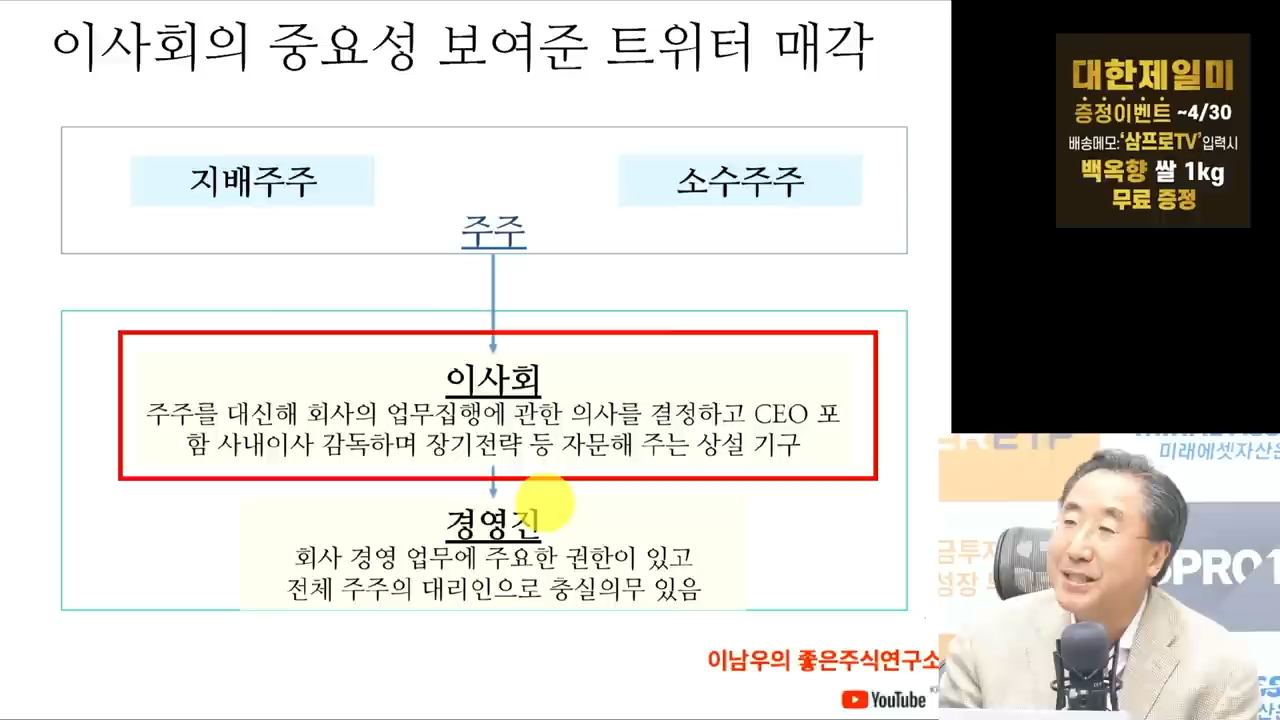 이사회의 중요성 보여준 트위터 매각
지배주주
소수주주
주주
이사회
주주를 대신해 회사의 업무집행에 관한 의사를 결정하고 CEO 포
함 사내이사 감독하며 장기전략 등 자문해 주는 상설 기구
경영진
회사 경영 업무에 주요한 권한이 있고
전체 주주의 대리인으로 충실의무 있음
이남우의 좋은주식연구소
YouTube
대한제일미
증정이벤트 ~4/30
배송메모:'삼프로TV'입력시
백옥향 쌀 1kg
무료 증정
ETF
미래에셋자산운
금투자
성장
PRO